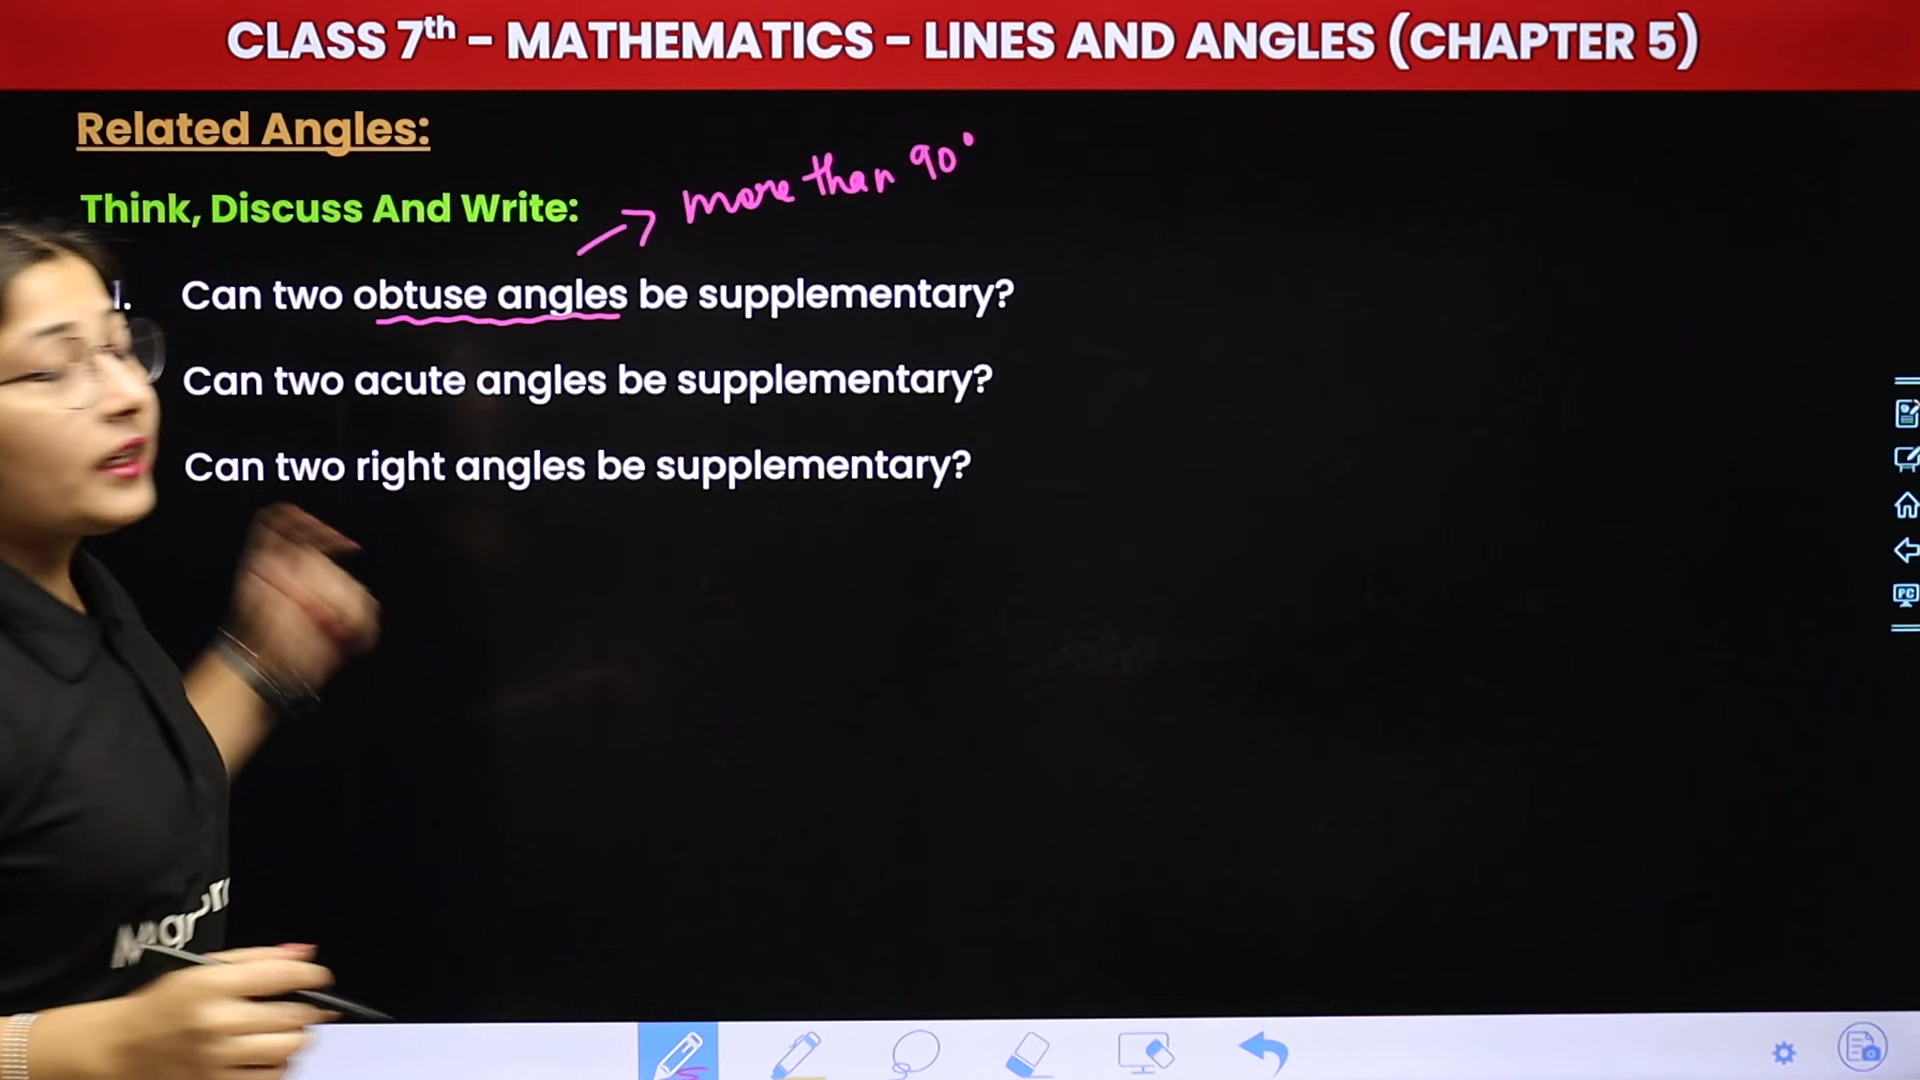 CLASS 7th - MATHEMATICS - LINES AND ANGLES (CHAPTER 5)
Related Angles:
more than 90°
Think, Discuss And Write:
Can two obtuse angles be supplementary?
Can two acute angles be supplementary?
Can two right angles be supplementary?
PC